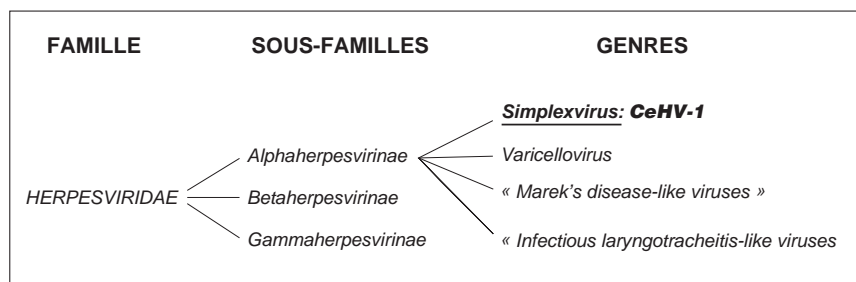 FAMILLE SOUS-FAMILLES GENRES
Simplexvirus: CeHV-1
Alphaherpesvirinae Varicellovirus
HERPESVIRIDAE Betaherpesvirinae « Marek's disease-like viruses »
Gammaherpesvirinae « Infectious laryngotracheitis-like viruses